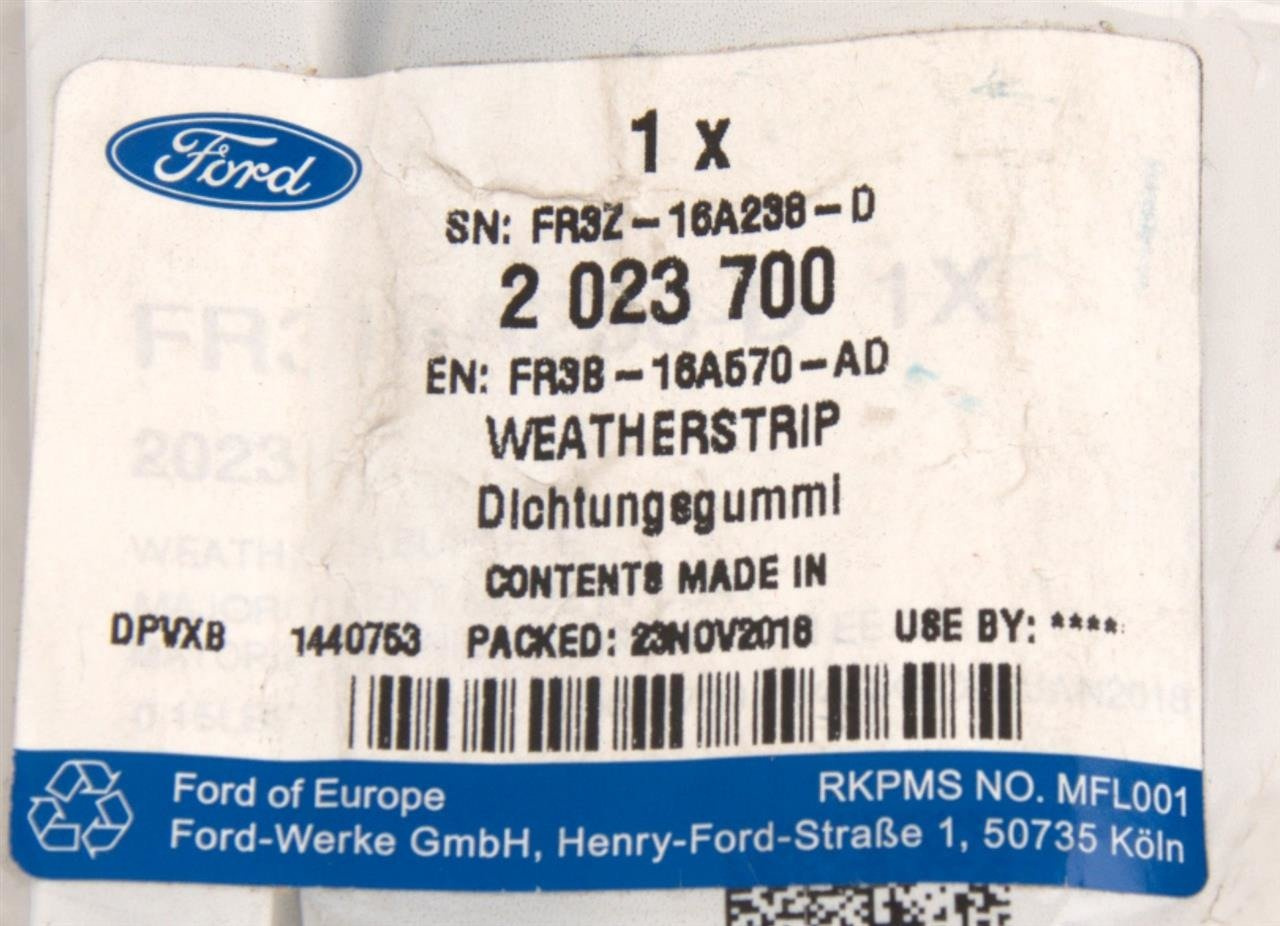 Ford
1 x
SN: FR3Z-16A238-D
2 023 700
EN: FR3B-16A570-AD
WEATHERSTRIP
Dichtungsgummi
CONTENTS MADE IN
DPVXB 1440753 PACKED: 23NOV2016 USE BY: ****
Ford of Europe RKPMS NO. MFL001
Ford-Werke GmbH, Henry-Ford-Straße 1, 50735 Köln